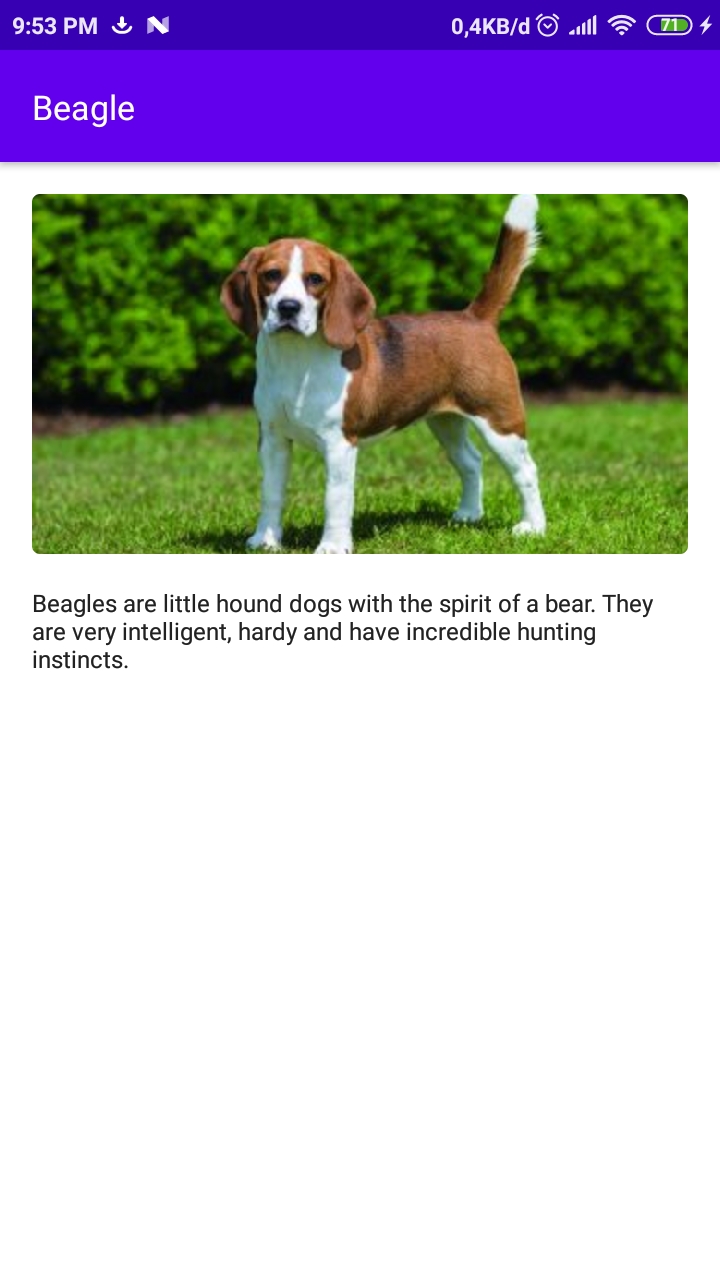 9:53 PM 0,4KB/d 71
Beagle
Beagles are little hound dogs with the spirit of a bear. They
are very intelligent, hardy and have incredible hunting
instincts.